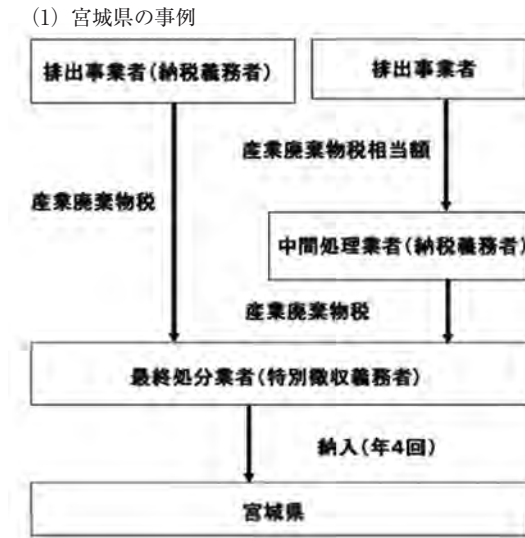 (1) 宮城県の事例
排出事業者(納税義務者)
排出事業者
産業廃棄物税相当額
産業廃棄物税
中間処理業者(納税義務者)
産業廃棄物税
最終処分業者(特別徴収義務者)
納入(年4回)
宮城県